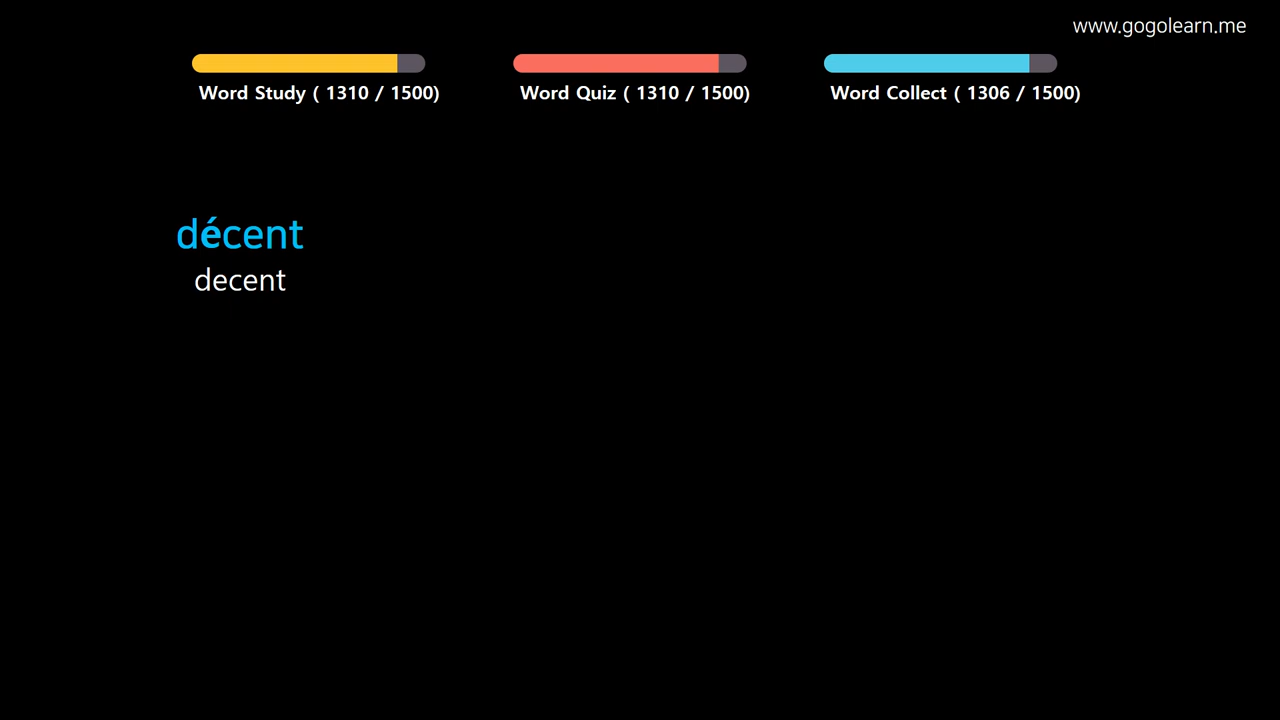 www.gogolearn.me
Word Study ( 1310 / 1500)
Word Quiz ( 1310 / 1500)
Word Collect ( 1306 / 1500)
décent
decent